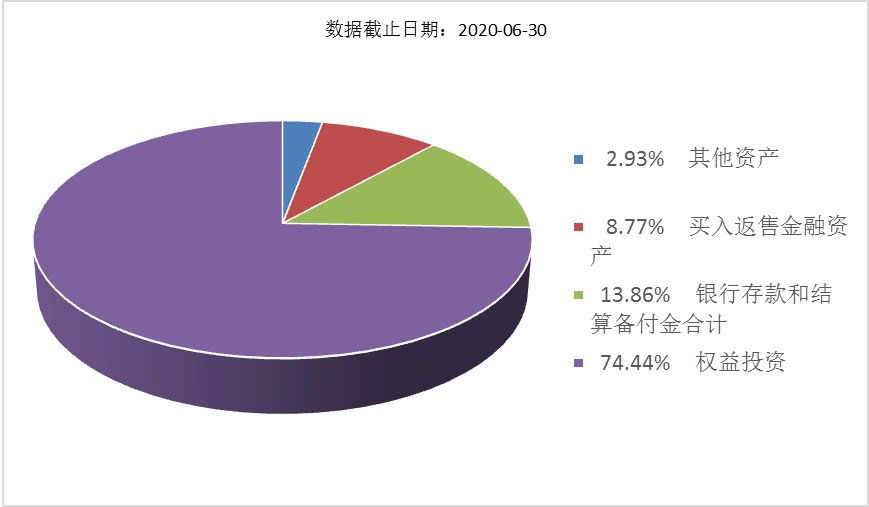 数据截止日期：2020-06-30
2.93% 其他资产
8.77% 买入返售金融资
产
13.86% 银行存款和结
算备付金合计
74.44% 权益投资